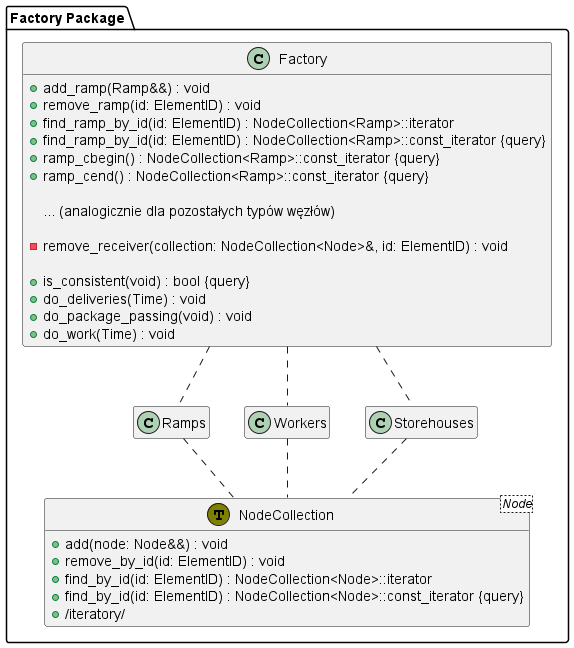 Factory Package
C Factory
add_ramp(Ramp&&) : void
remove_ramp(id: ElementID) : void
find_ramp_by_id(id: ElementID) : NodeCollection<Ramp>::iterator
find_ramp_by_id(id: ElementID) : NodeCollection<Ramp>::const_iterator {query}
ramp_cbegin() : NodeCollection<Ramp>::const_iterator {query}
ramp_cend() : NodeCollection<Ramp>::const_iterator {query}
... (analogicznie dla pozostałych typów węzłów)
remove_receiver(collection: NodeCollection<Node>&, id: ElementID) : void
is_consistent(void) : bool {query}
do_deliveries(Time) : void
do_package_passing(void) : void
do_work(Time) : void
C Ramps
C Workers
C Storehouses
Node
T NodeCollection
add(node: Node&&) : void
remove_by_id(id: ElementID) : void
find_by_id(id: ElementID) : NodeCollection<Node>::iterator
find_by_id(id: ElementID) : NodeCollection<Node>::const_iterator {query}
/iteratory/